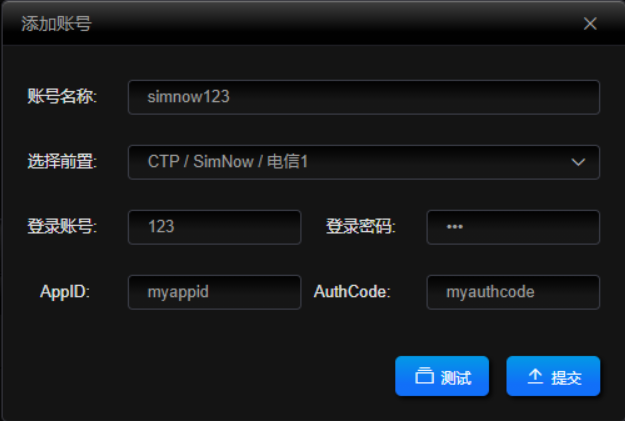 添加账号
账号名称: simnow123
选择前置: CTP / SimNow / 电信1
登录账号: 123 登录密码: •••
AppID: myappid AuthCode: myauthcode
测试 提交